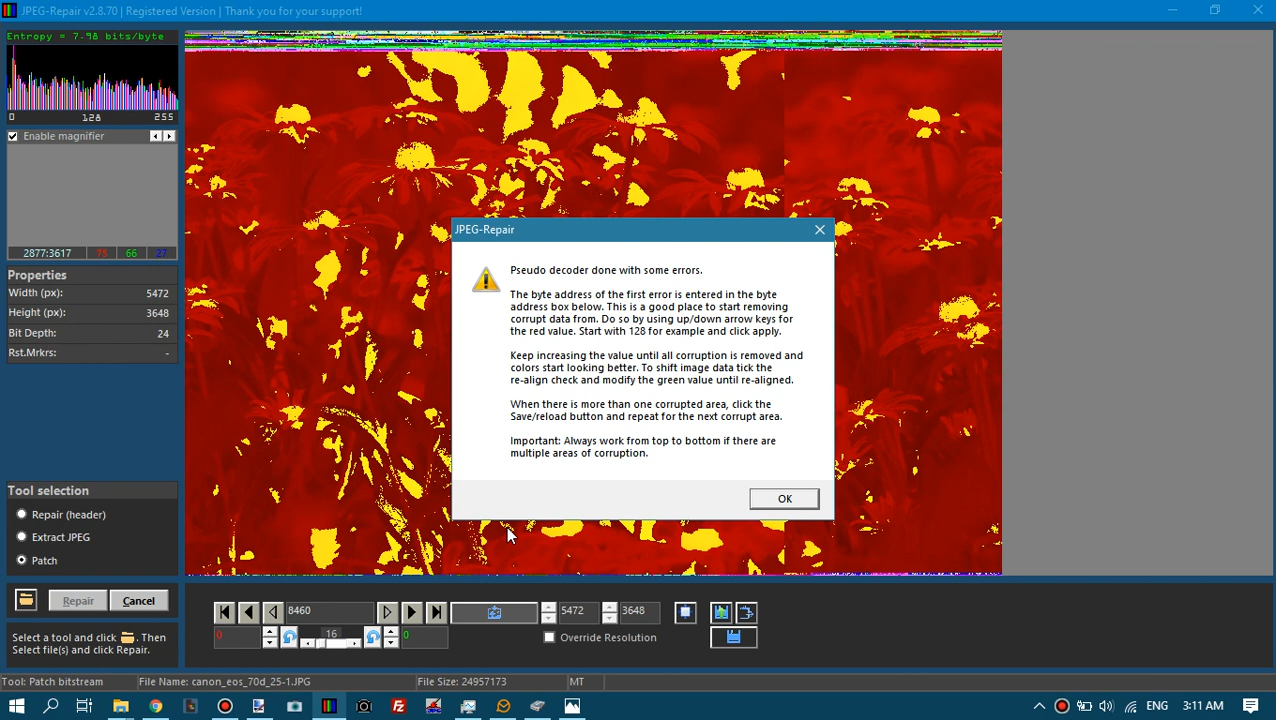 JPEG-Repair v2.8.70 | Registered Version | Thank you for your support!
Entropy = 7.98 bits/byte
0 128 255
Enable magnifier
2877:3617 75 66 27
Properties
Width (px): 5472
Height (px): 3648
Bit Depth: 24
Rst.Mrkrs: -
JPEG-Repair
Pseudo decoder done with some errors.
The byte address of the first error is entered in the byte
address box below. This is a good place to start removing
corrupt data from. Do so by using up/down arrow keys for
the red value. Start with 128 for example and click apply.
Keep increasing the value until all corruption is removed and
colors start looking better. To shift image data tick the
re-align check and modify the green value until re-aligned.
When there is more than one corrupted area, click the
Save/reload button and repeat for the next corrupt area.
Important: Always work from top to bottom if there are
multiple areas of corruption.
OK
Tool selection
Repair (header)
Extract JPEG
Patch
Repair Cancel
Select a tool and click . Then
Select file(s) and click Repair.
8460 5472 3648
0 16 0 Override Resolution
Tool: Patch bitstream File Name: canon_eos_70d_25-1.JPG File Size: 24957173 MT
ENG 3:11 AM